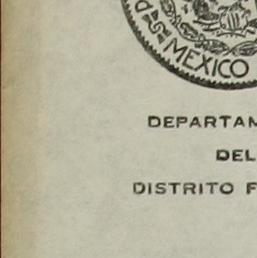 MEXICO
DEPARTAM
DEL
DISTRITO F